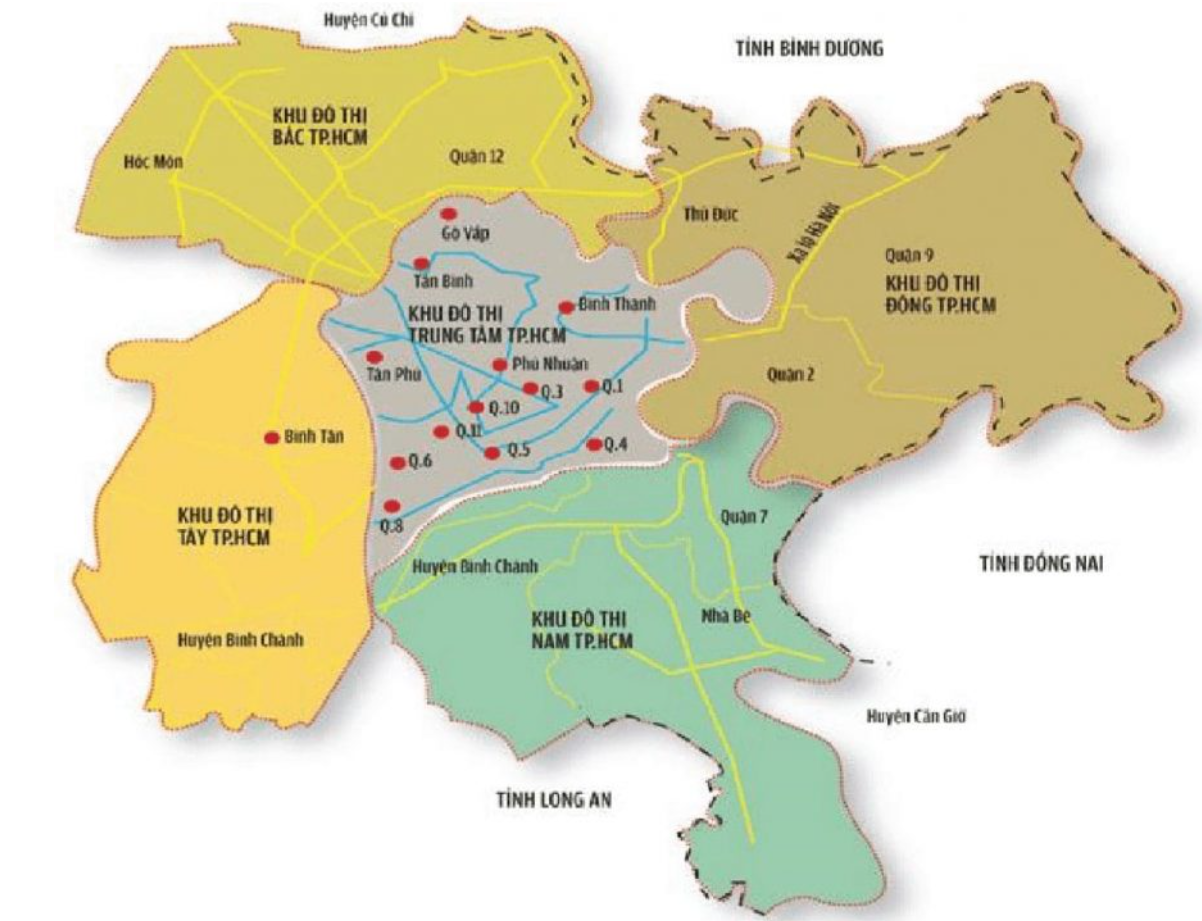 Huyện Củ Chi
TỈNH BÌNH DƯƠNG
KHU ĐÔ THỊ
BẮC TP.HCM
Hóc Môn
Quận 12
Thủ Đức
Xa lộ Hà Nội
Gò Vấp
Quận 9
KHU ĐÔ THỊ
ĐÔNG TP.HCM
Tân Bình
Bình Thạnh
KHU ĐÔ THỊ
TRUNG TÂM TP.HCM
Tân Phú
Phú Nhuận
Quận 2
Q.3
Q.1
Q.10
Q.11
Q.5
Q.4
Q.6
Q.8
Bình Tân
KHU ĐÔ THỊ
TÂY TP.HCM
Quận 7
Huyện Bình Chánh
TỈNH ĐỒNG NAI
KHU ĐÔ THỊ
NAM TP.HCM
Nhà Bè
Huyện Bình Chánh
Huyện Cần Giờ
TỈNH LONG AN